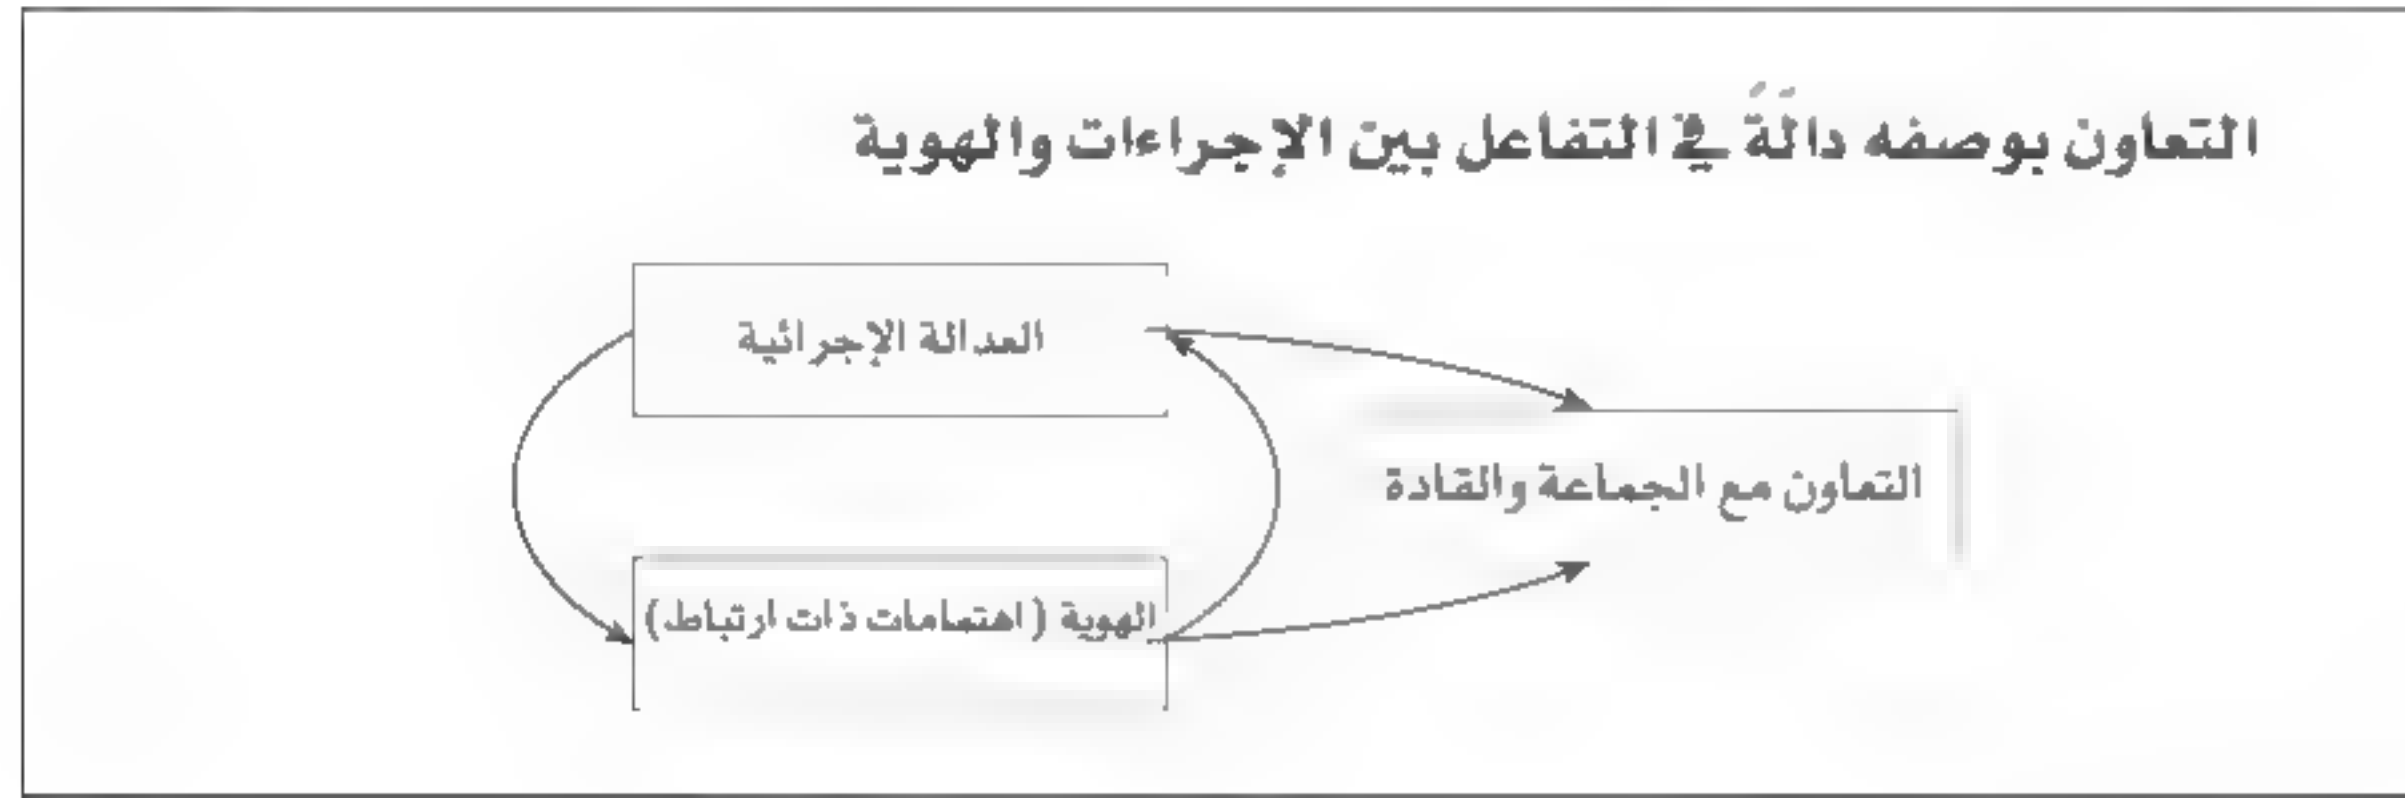 التعاون بوصفه دالّةً في التفاعل بين الإجراءات والهوية
العدالة الإجرائية
التعاون مع الجماعة والقادة
الهوية (اهتمامات ذات ارتباط)